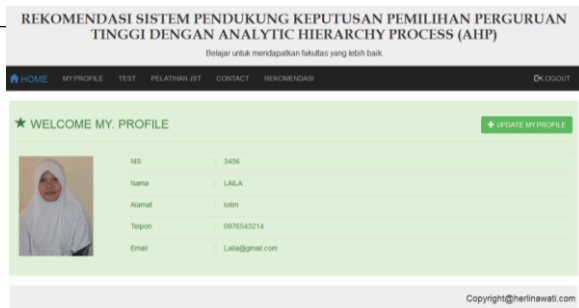 REKOMENDASI SISTEM PENDUKUNG KEPUTUSAN PEMILIHAN PERGURUAN
TINGGI DENGAN ANALYTIC HIERARCHY PROCESS (AHP)
Belajar untuk mendapatkan fakultas yang lebih baik
HOME MY.PROFILE TEST PELATIHAN JST CONTACT REKOMENDASI LOGOUT
WELCOME MY. PROFILE
UPDATE MY PROFILE
NIS : 3456
Nama : LAILA
Alamat : lotim
Telpon : 0976543214
Email : Laila@gmail.com
Copyright@herlinawati.com